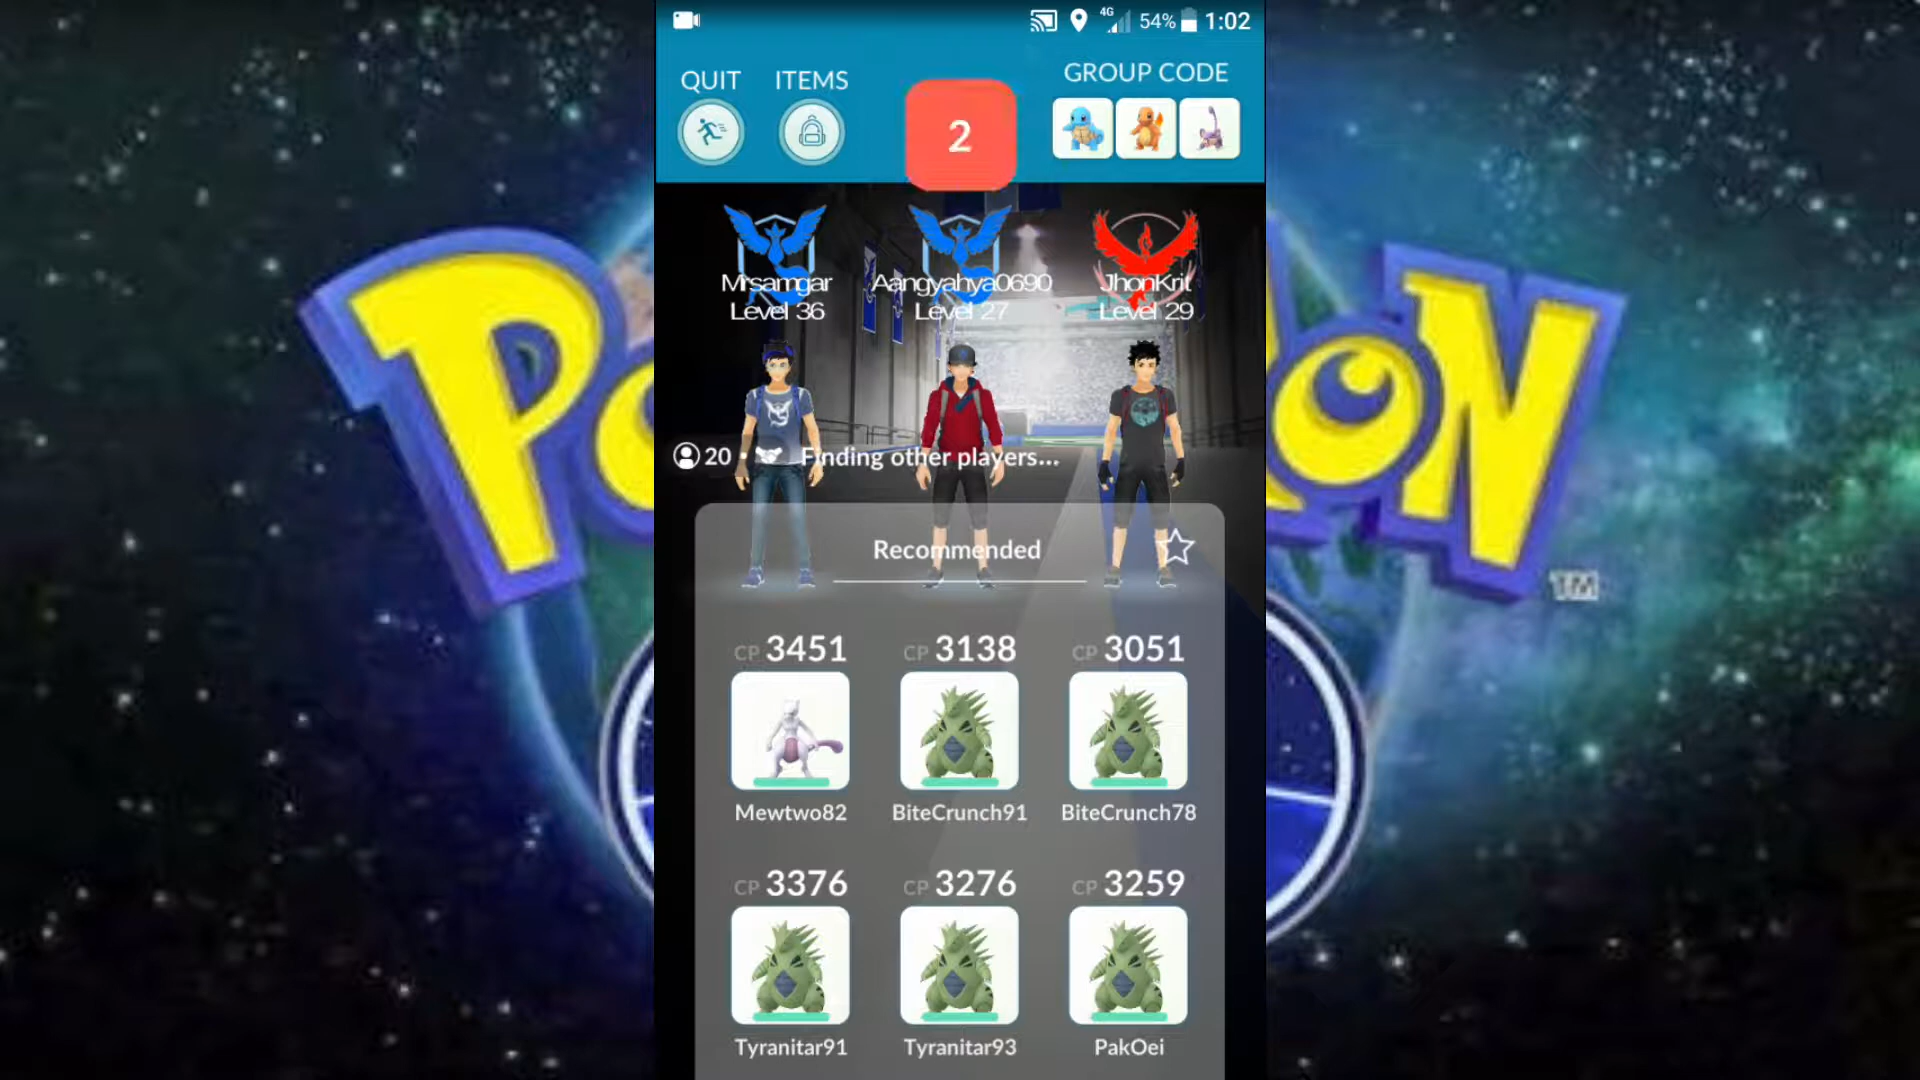 4G 54% 1:02
QUIT ITEMS GROUP CODE
2
Mrsamgar Aangyahya0690 JhonKrit
Level 36 Level 27 Level 29
20 • Finding other players...
Recommended
CP 3451 CP 3138 CP 3051
Mewtwo82 BiteCrunch91 BiteCrunch78
CP 3376 CP 3276 CP 3259
Tyranitar91 Tyranitar93 PakOei
TM